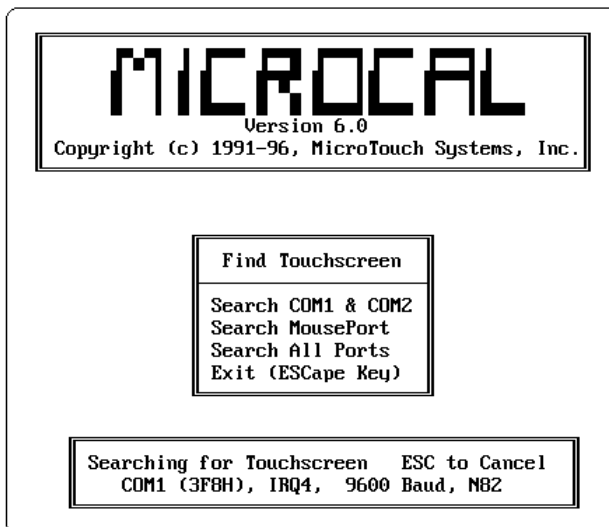 MICROCAL
Version 6.0
Copyright (c) 1991-96, MicroTouch Systems, Inc.
Find Touchscreen
Search COM1 & COM2
Search MousePort
Search All Ports
Exit (ESCape Key)
Searching for Touchscreen ESC to Cancel
COM1 (3F8H), IRQ4, 9600 Baud, N82